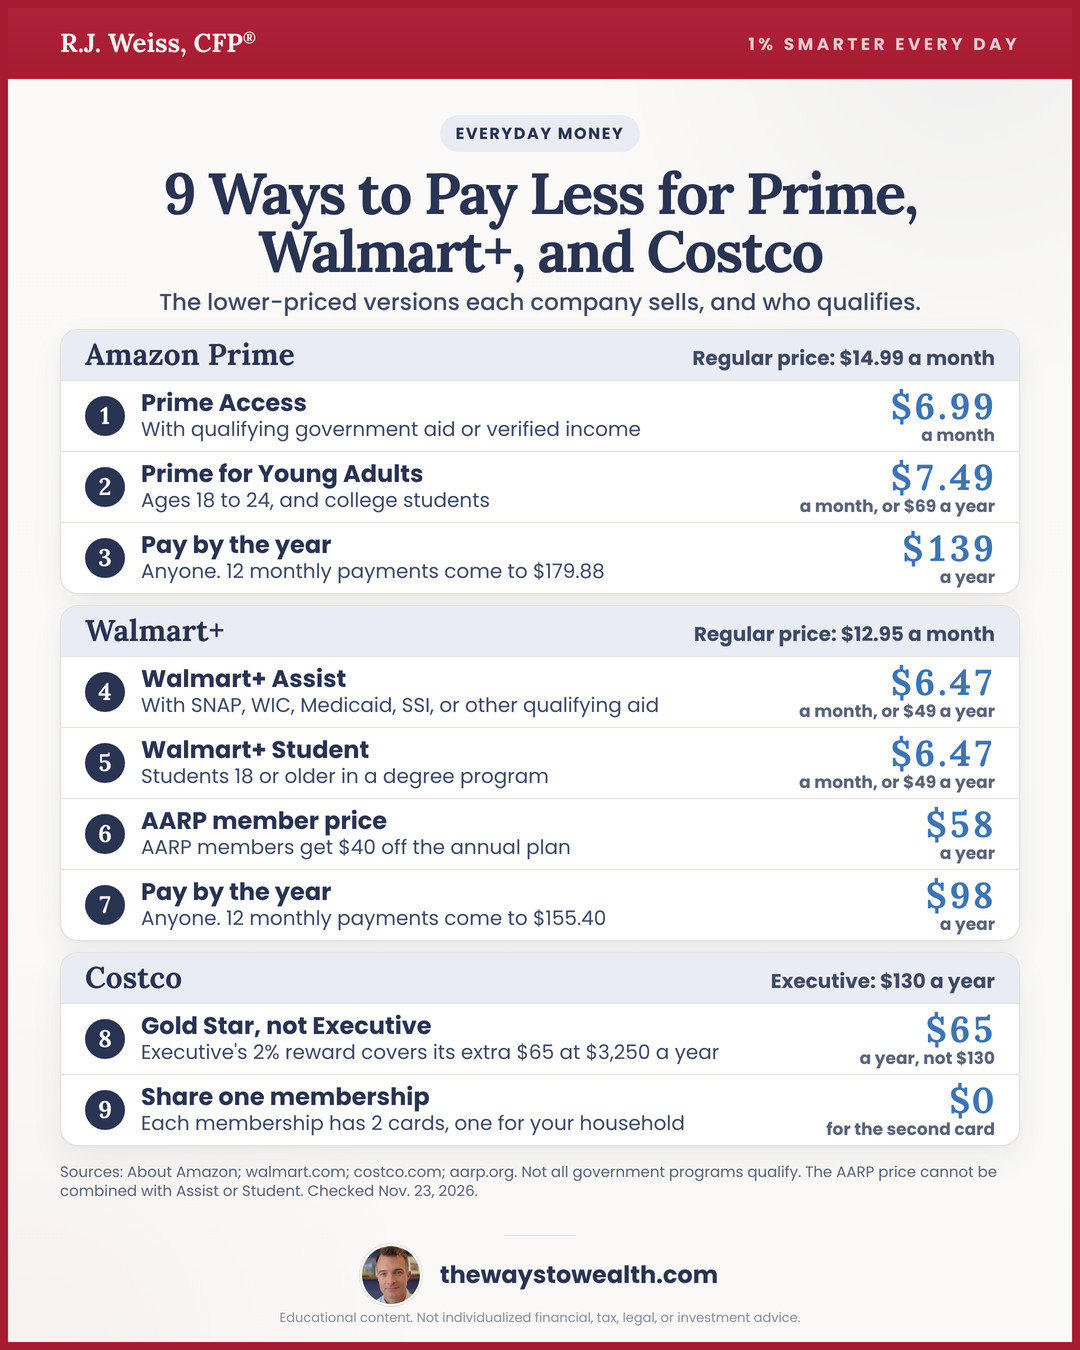 R.J. Weiss, CFP®
1% SMARTER EVERY DAY
EVERYDAY MONEY
9 Ways to Pay Less for Prime,
Walmart+, and Costco
The lower-priced versions each company sells, and who qualifies.
Amazon Prime
Regular price: $14.99 a month
1
Prime Access
With qualifying government aid or verified income
$6.99
a month
2
Prime for Young Adults
Ages 18 to 24, and college students
$7.49
a month, or $69 a year
3
Pay by the year
Anyone. 12 monthly payments come to $179.88
$139
a year
Walmart+
Regular price: $12.95 a month
4
Walmart+ Assist
With SNAP, WIC, Medicaid, SSI, or other qualifying aid
$6.47
a month, or $49 a year
5
Walmart+ Student
Students 18 or older in a degree program
$6.47
a month, or $49 a year
6
AARP member price
AARP members get $40 off the annual plan
$58
a year
7
Pay by the year
Anyone. 12 monthly payments come to $155.40
$98
a year
Costco
Executive: $130 a year
8
Gold Star, not Executive
Executive's 2% reward covers its extra $65 at $3,250 a year
$65
a year, not $130
9
Share one membership
Each membership has 2 cards, one for your household
$0
for the second card
Sources: About Amazon; walmart.com; costco.com; aarp.org. Not all government programs qualify. The AARP price cannot be
combined with Assist or Student. Checked Nov. 23, 2026.
thewaystowealth.com
Educational content. Not individualized financial, tax, legal, or investment advice.